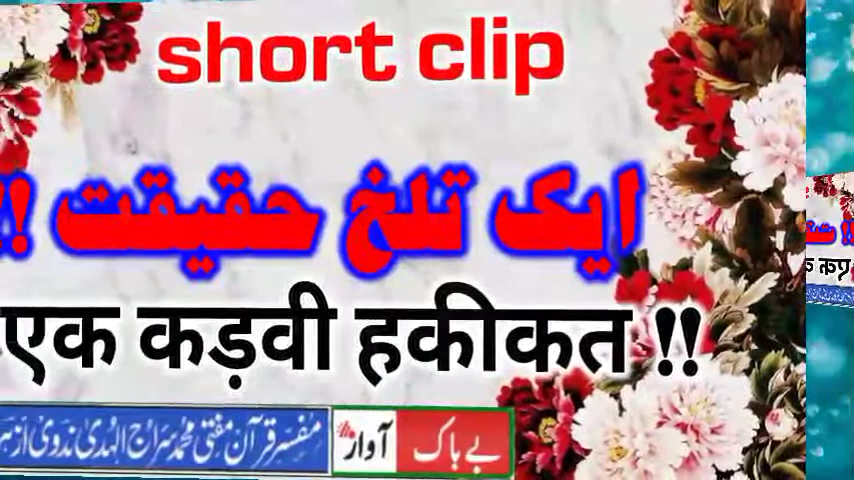 short clip
ایک تلخ حقیقت !!
एक कड़वी हकीकत !!
مفسر قرآن مفتی محمد سراج الہدیٰ ندوی ازہر
بے باک آواز